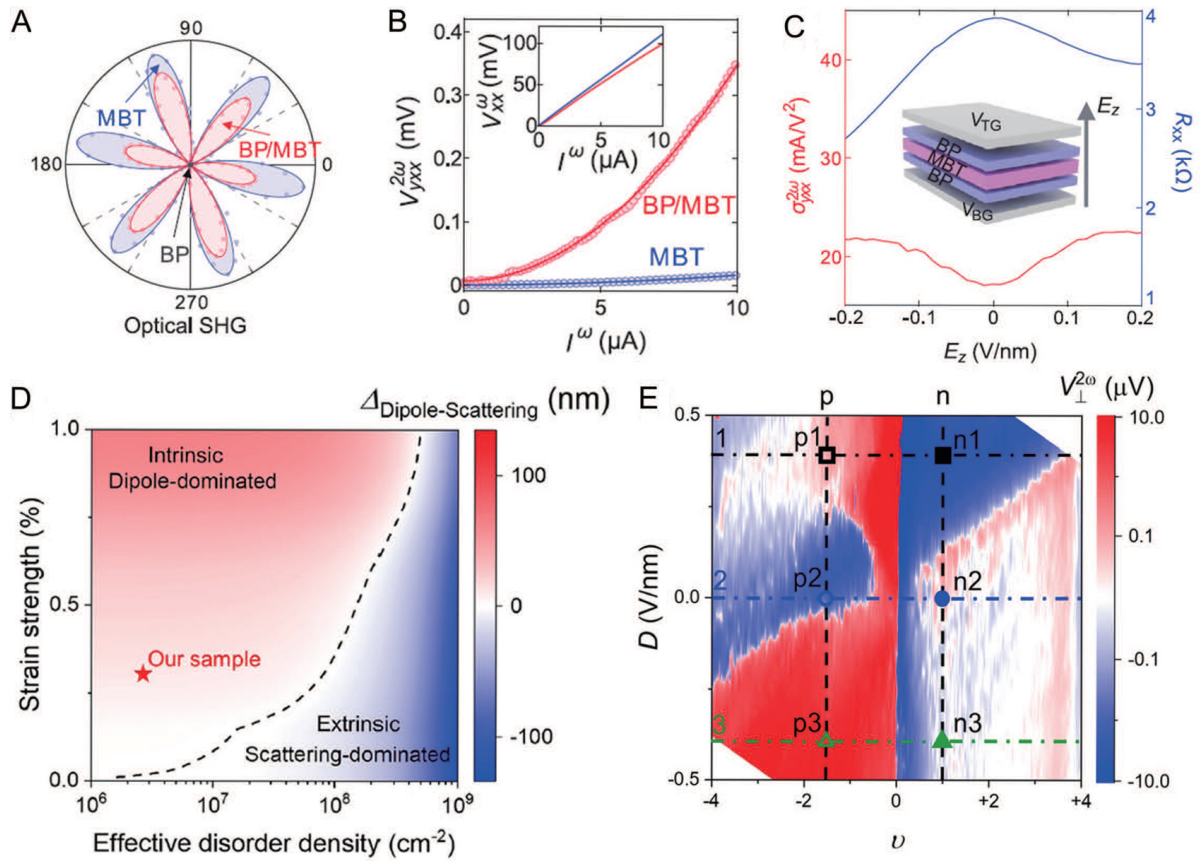 A
90
MBT
BP/MBT
180
0
BP
270
Optical SHG
B
0.4
0.3
0.2
0.1
0
V_{yxx}^{2ω} (mV)
100
50
0
V_{xx}^{ω} (mV)
0
5
10
I^{ω} (μA)
BP/MBT
MBT
0
5
10
I^{ω} (μA)
C
40
30
20
σ_{yxx}^{2ω} (mA/V²)
4
3
2
1
R_{xx} (kΩ)
E_z
V_{TG}
BP
MBT
BP
V_{BG}
-0.2
-0.1
0
0.1
0.2
E_z (V/nm)
D
Δ_{Dipole-Scattering} (nm)
1.0
0.5
0.0
Strain strength (%)
Intrinsic
Dipole-dominated
Our sample
Extrinsic
Scattering-dominated
100
0
-100
10⁶
10⁷
10⁸
10⁹
Effective disorder density (cm⁻²)
E
p
n
V_⊥^{2ω} (μV)
0.5
0.0
-0.5
D (V/nm)
1
p1
n1
2
p2
n2
3
p3
n3
10.0
0.1
-0.1
-10.0
-4
-2
0
+2
+4
υ